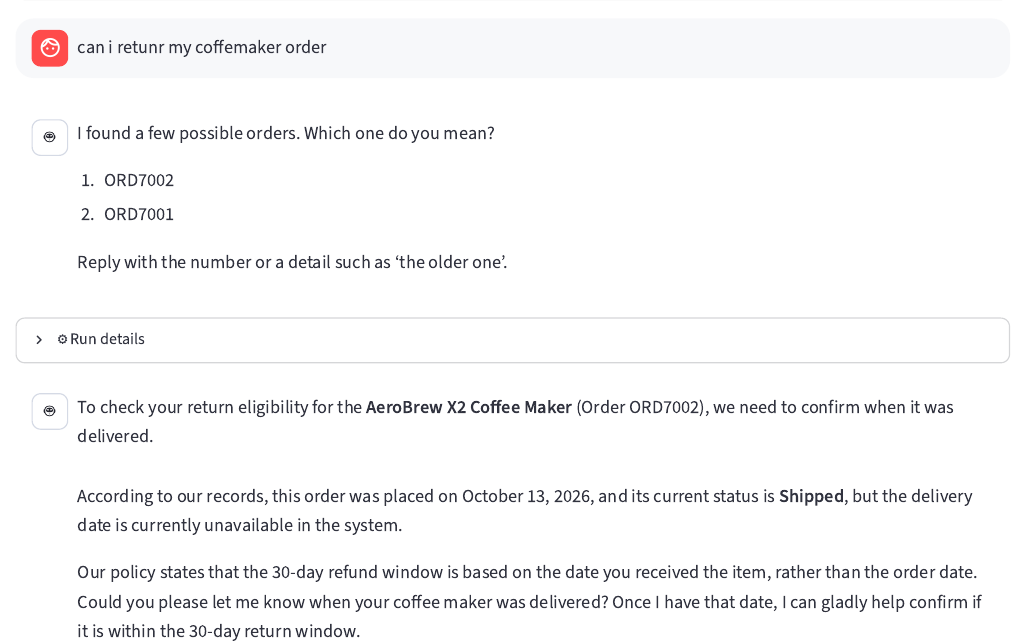 can i retunr my coffemaker order
I found a few possible orders. Which one do you mean?
1. ORD7002
2. ORD7001
Reply with the number or a detail such as ‘the older one’.
Run details
To check your return eligibility for the AeroBrew X2 Coffee Maker (Order ORD7002), we need to confirm when it was
delivered.
According to our records, this order was placed on October 13, 2026, and its current status is Shipped, but the delivery
date is currently unavailable in the system.
Our policy states that the 30-day refund window is based on the date you received the item, rather than the order date.
Could you please let me know when your coffee maker was delivered? Once I have that date, I can gladly help confirm if
it is within the 30-day return window.